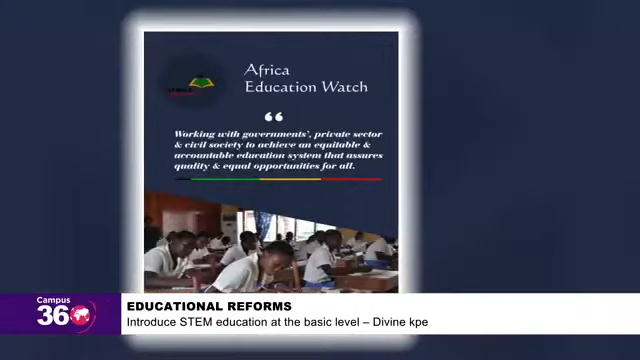 Africa
Education Watch
“
Working with governments', private sector
& civil society to achieve an equitable &
accountable education system that assures
quality & equal opportunities for all.
Campus
360
EDUCATIONAL REFORMS
Introduce STEM education at the basic level – Divine kpe